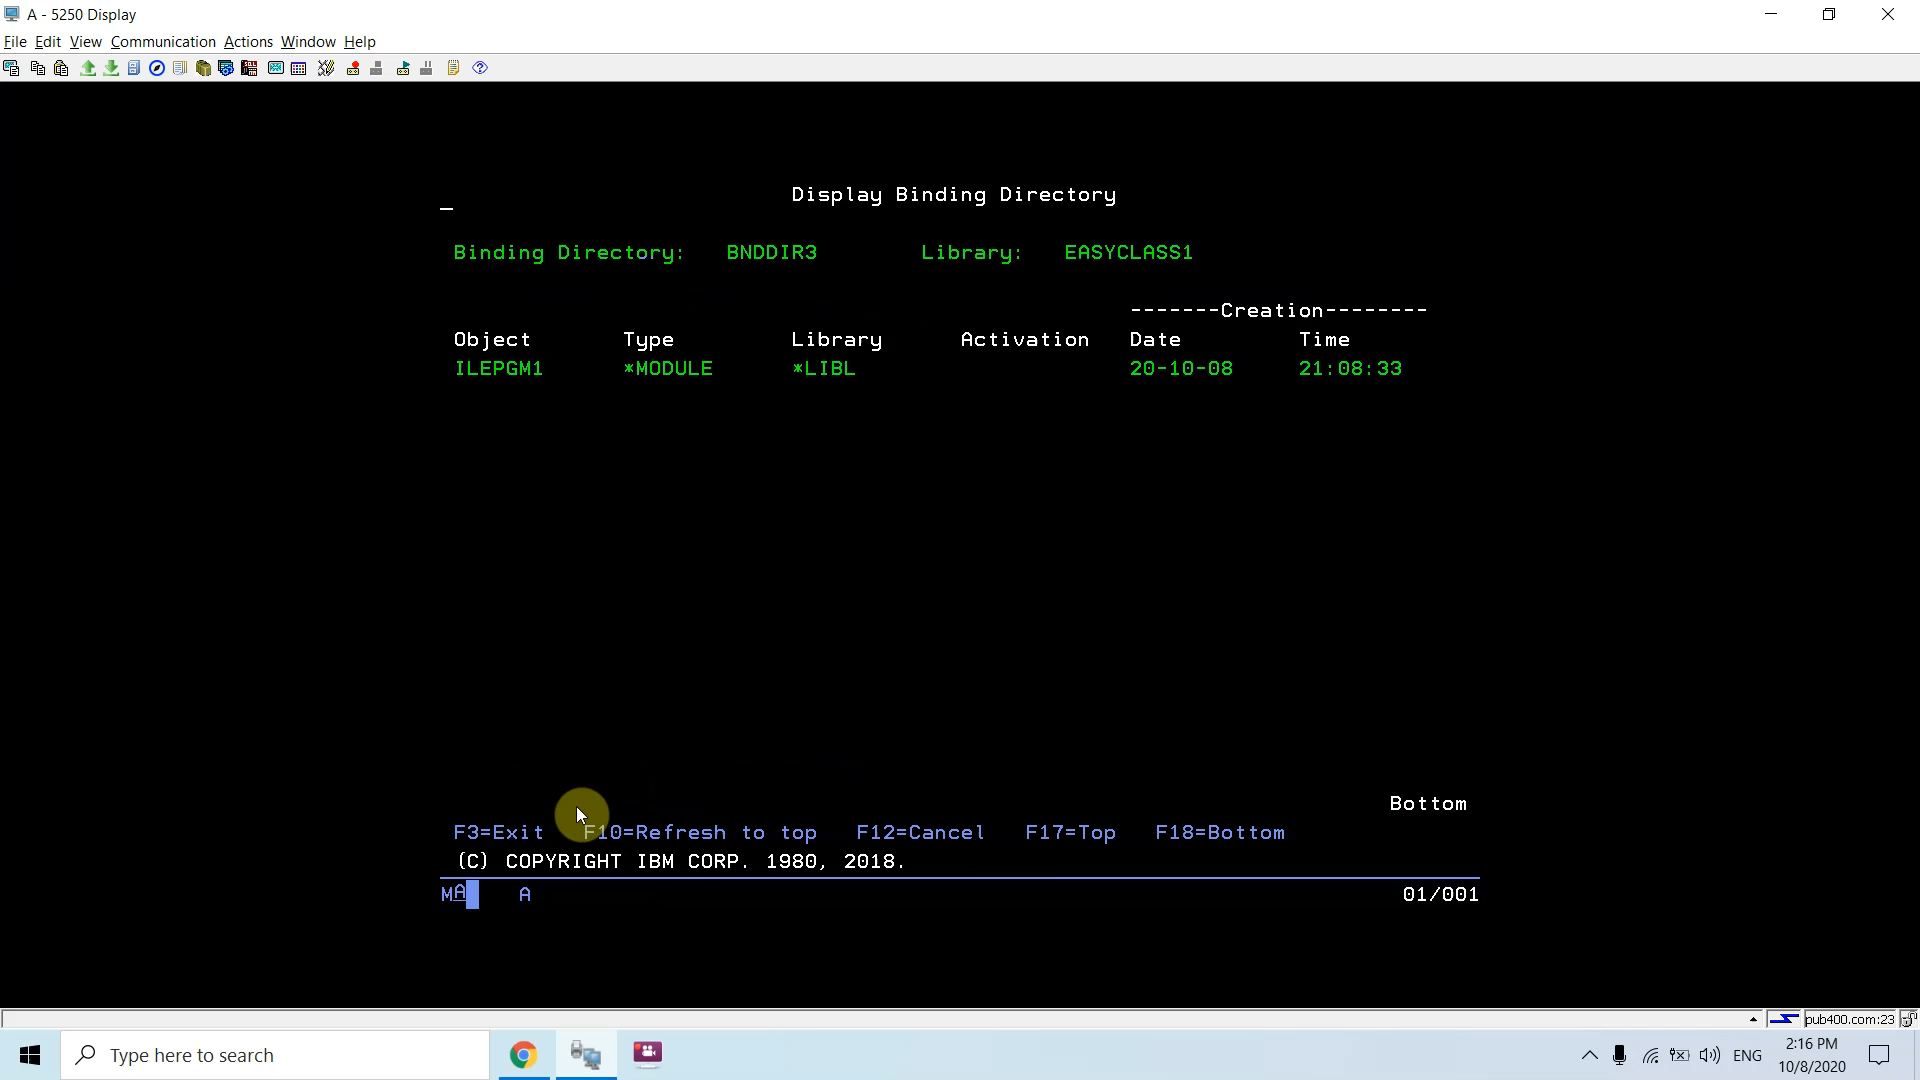 A - 5250 Display
File Edit View Communication Actions Window Help
Display Binding Directory
Binding Directory: BNDDIR3 Library: EASYCLASS1
-------Creation--------
Object Type Library Activation Date Time
ILEPGM1 *MODULE *LIBL 20-10-08 21:08:33
Bottom
F3=Exit F10=Refresh to top F12=Cancel F17=Top F18=Bottom
(C) COPYRIGHT IBM CORP. 1980, 2018.
MA A 01/001
pub400.com:23
Type here to search
ENG
2:16 PM
10/8/2020